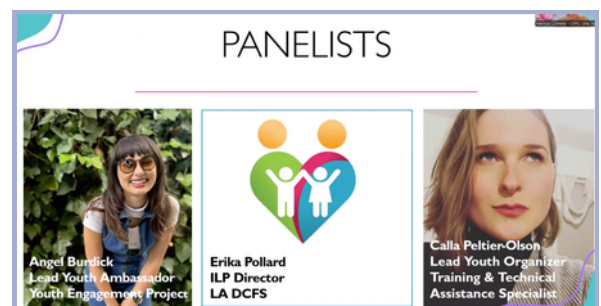 PANELISTS
Angel Burdick
Lead Youth Ambassador
Youth Engagement Project
Erika Pollard
ILP Director
LA DCFS
Calla Peltier-Olson
Lead Youth Organizer
Training & Technical
Assistance Specialist